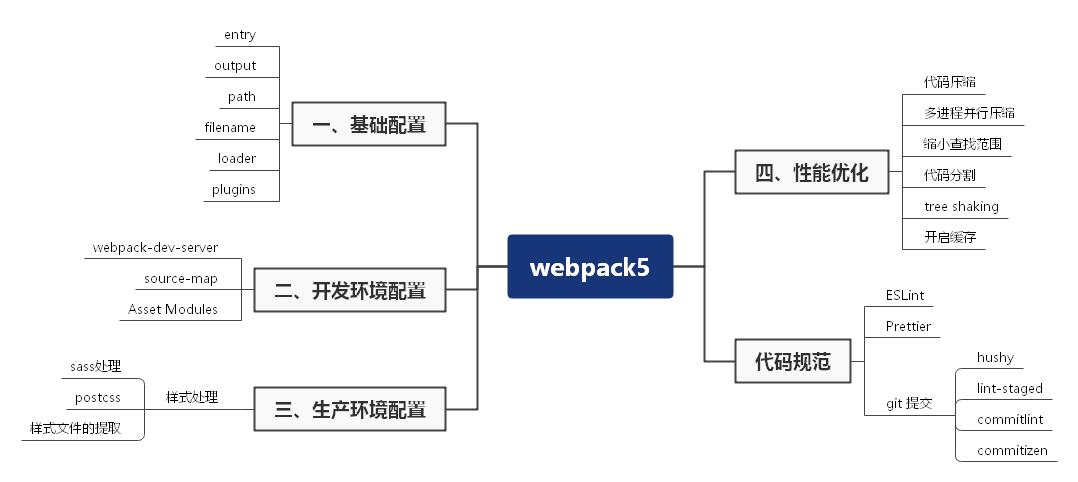 webpack5
一、基础配置
entry
output
path
filename
loader
plugins
二、开发环境配置
webpack-dev-server
source-map
Asset Modules
三、生产环境配置
样式处理
sass处理
postcss
样式文件的提取
四、性能优化
代码压缩
多进程并行压缩
缩小查找范围
代码分割
tree shaking
开启缓存
代码规范
ESLint
Prettier
git 提交
hushy
lint-staged
commitlint
commitizen